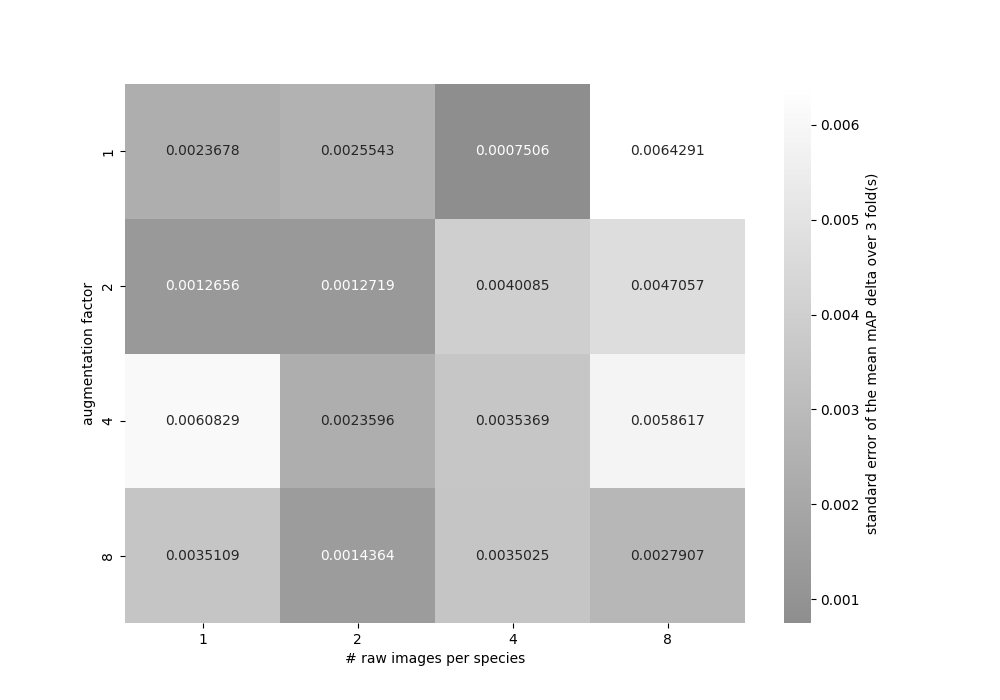 1 0.0023678 0.0025543 0.0007506 0.0064291
2 0.0012656 0.0012719 0.0040085 0.0047057
4 0.0060829 0.0023596 0.0035369 0.0058617
8 0.0035109 0.0014364 0.0035025 0.0027907
augmentation factor
1 2 4 8
# raw images per species
0.006
0.005
0.004
0.003
0.002
0.001
standard error of the mean mAP delta over 3 fold(s)